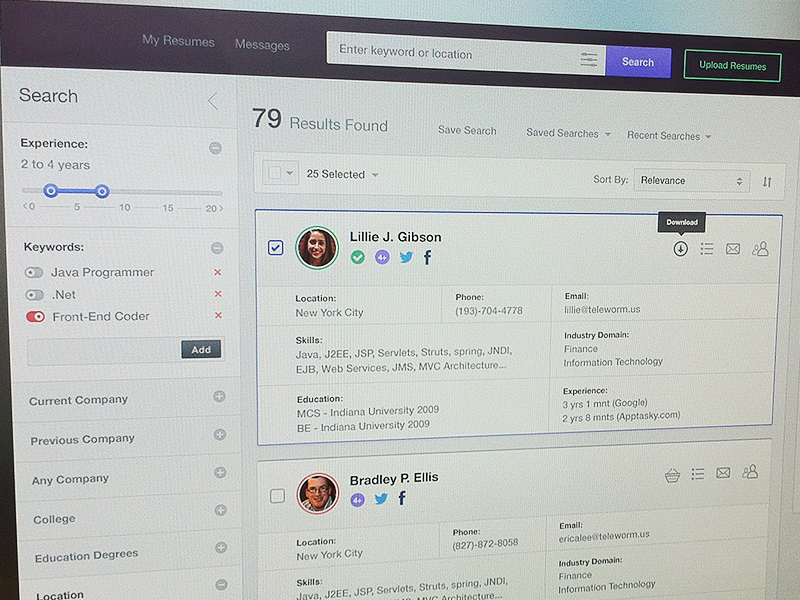 My Resumes
Messages
Enter keyword or location
Search
Upload Resumes
Search
Experience:
2 to 4 years
<0 5 10 15 20>
Keywords:
Java Programmer
.Net
Front-End Coder
Add
Current Company
Previous Company
Any Company
College
Education Degrees
Location
79 Results Found
Save Search
Saved Searches
Recent Searches
25 Selected
Sort By: Relevance
Download
Lillie J. Gibson
4+
Location:
New York City
Phone:
(193)-704-4778
Email:
lillie@teleworm.us
Skills:
Java, J2EE, JSP, Servlets, Struts, spring, JNDI,
EJB, Web Services, JMS, MVC Architecture...
Industry Domain:
Finance
Information Technology
Education:
MCS - Indiana University 2009
BE - Indiana University 2009
Experience:
3 yrs 1 mnt (Google)
2 yrs 8 mnts (Apptasky.com)
Bradley P. Ellis
4+
Location:
New York City
Phone:
(827)-872-8058
Email:
ericalee@teleworm.us
Skills:
Java, J2EE, JSP, Servlets, Struts, spring, JNDI,
MVC Architecture...
Industry Domain:
Finance
Information Technology